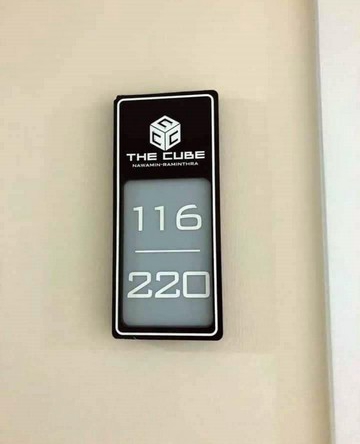 THE CUBE
NAWAMIN-RAMINTHRA
116
220